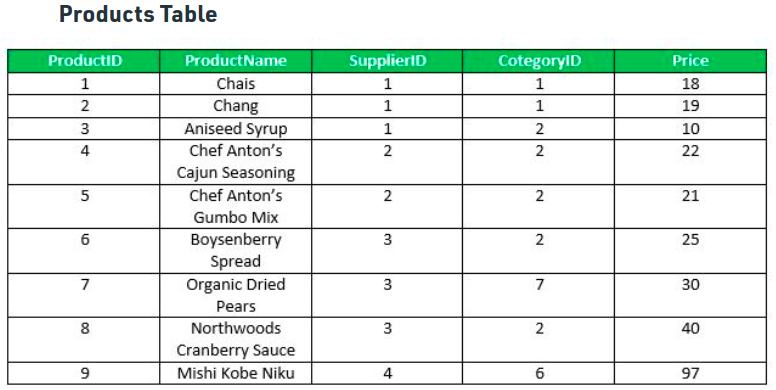 Products Table
ProductID ProductName SupplierID CotegoryID Price
1 Chais 1 1 18
2 Chang 1 1 19
3 Aniseed Syrup 1 2 10
4 Chef Anton's 2 2 22
Cajun Seasoning
5 Chef Anton's 2 2 21
Gumbo Mix
6 Boysenberry 3 2 25
Spread
7 Organic Dried 3 7 30
Pears
8 Northwoods 3 2 40
Cranberry Sauce
9 Mishi Kobe Niku 4 6 97